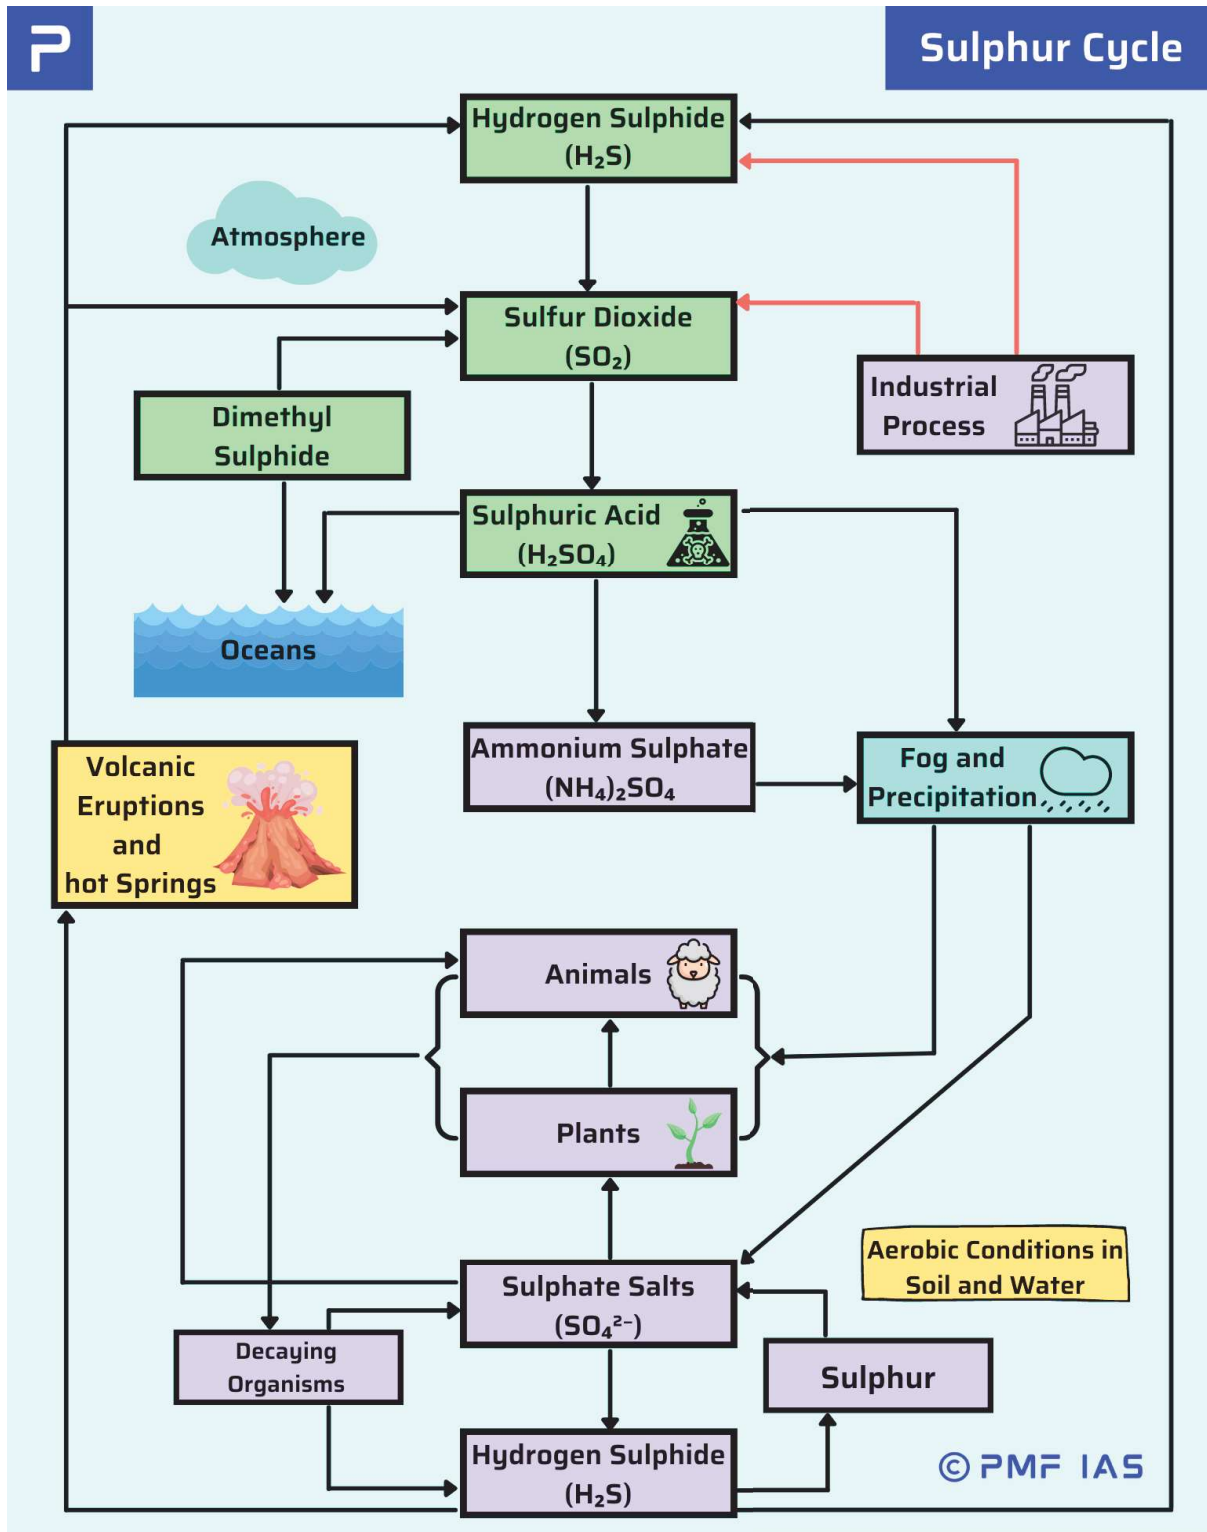 P
Sulphur Cycle
Hydrogen Sulphide
(H₂S)
Atmosphere
Sulfur Dioxide
(SO₂)
Industrial
Process
Dimethyl
Sulphide
Sulphuric Acid
(H₂SO₄)
Oceans
Ammonium Sulphate
(NH₄)₂SO₄
Fog and
Precipitation
Volcanic
Eruptions
and
hot Springs
Animals
Plants
Aerobic Conditions in
Soil and Water
Sulphate Salts
(SO₄²⁻)
Decaying
Organisms
Sulphur
Hydrogen Sulphide
(H₂S)
© PMF IAS